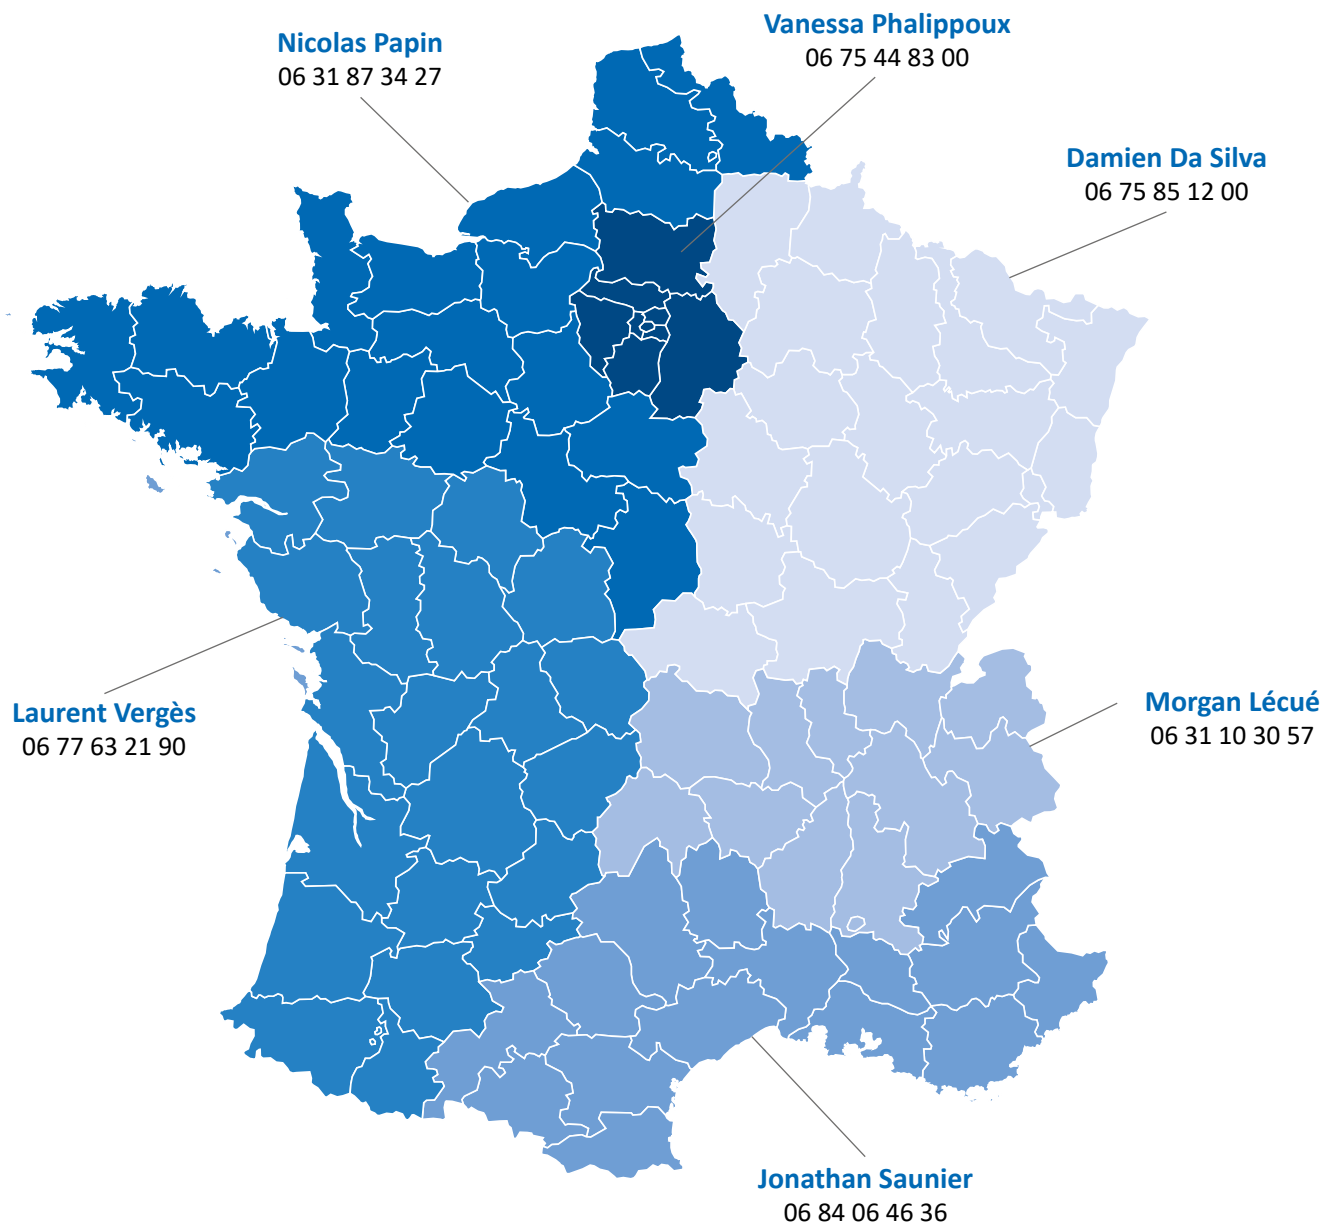 Vanessa Phalippoux
06 75 44 83 00
Nicolas Papin
06 31 87 34 27
Damien Da Silva
06 75 85 12 00
Laurent Vergès
06 77 63 21 90
Morgan Lécué
06 31 10 30 57
Jonathan Saunier
06 84 06 46 36